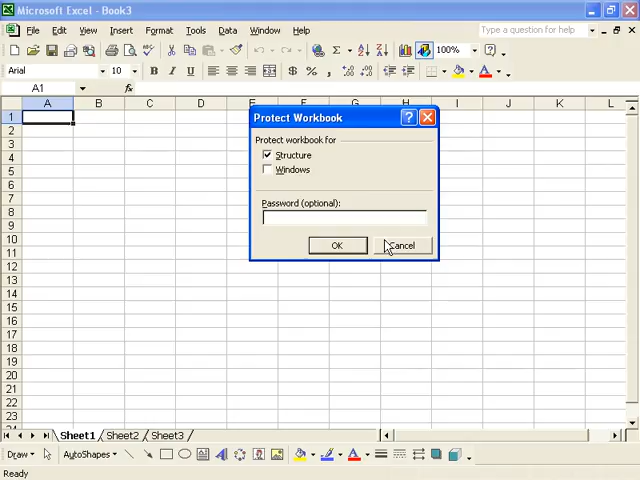 Microsoft Excel - Book3
File Edit View Insert Format Tools Data Window Help
Type a question for help
100%
Arial 10 B I U $ % , A
A1 fx
A B C D E F G H I J K L
1
2
3
4
5
6
7
8
9
10
11
12
13
14
15
16
17
18
19
20
21
22
23
Protect Workbook
Protect workbook for
Structure
Windows
Password (optional):
OK Cancel
Sheet1 Sheet2 Sheet3
Draw AutoShapes A
Ready